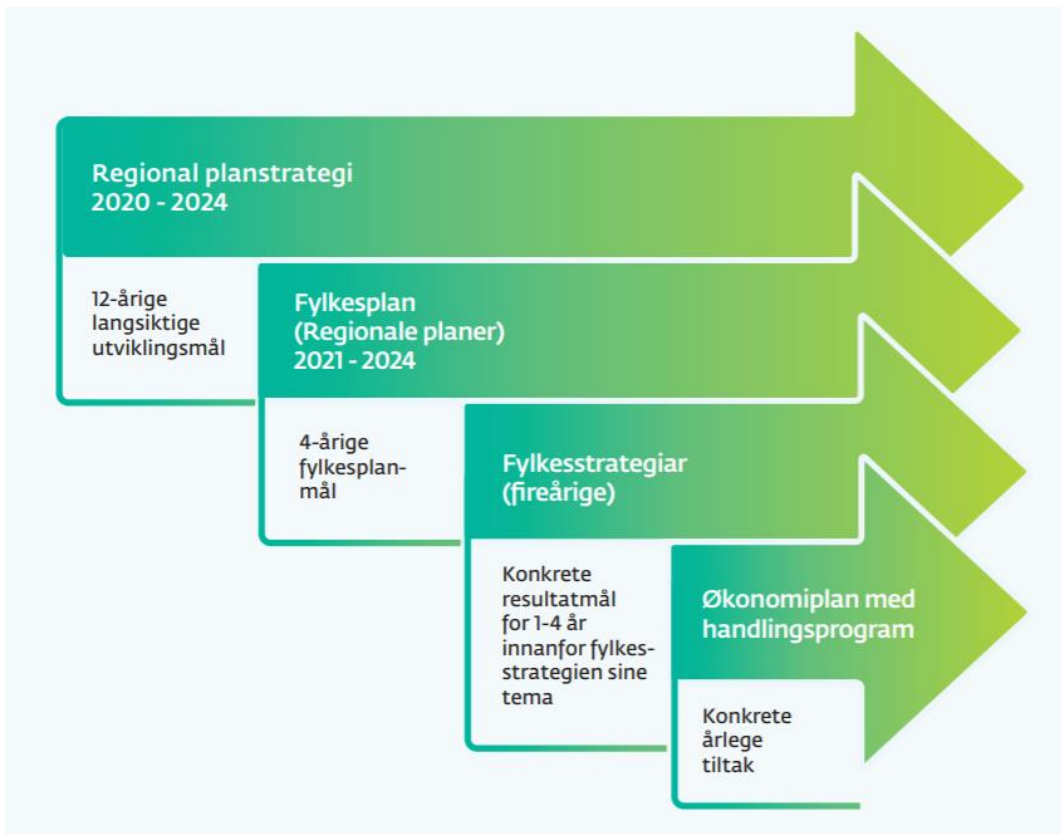 Regional planstrategi
2020 - 2024
12-årige
langsiktige
utviklingsmål
Fylkesplan
(Regionale planer)
2021 - 2024
4-årige
fylkesplan-
mål
Fylkesstrategiar
(fireårige)
Konkrete
resultatmål
for 1-4 år
innanfor fylkes-
strategien sine
tema
Økonomiplan med
handlingsprogram
Konkrete
årlege
tiltak